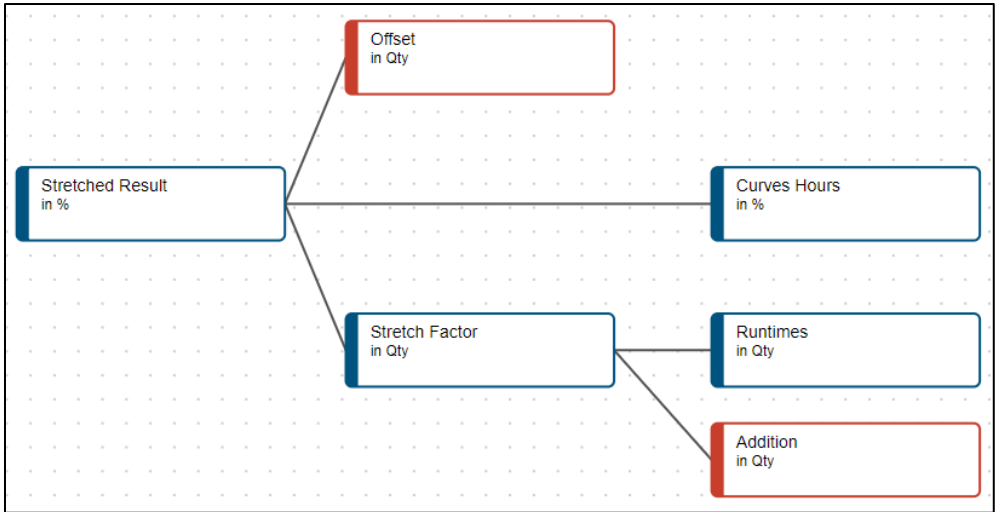 Offset
in Qty
Stretched Result
in %
Curves Hours
in %
Stretch Factor
in Qty
Runtimes
in Qty
Addition
in Qty